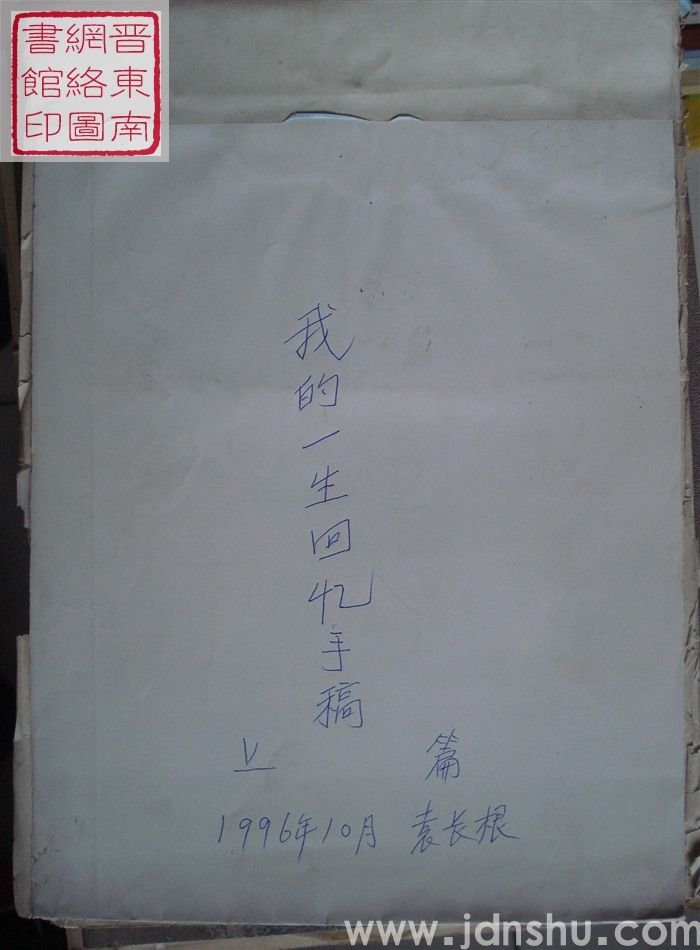 晋東南
網絡圖
書館印
我的一生回忆手稿
上 篇
1996年10月 袁长根
www.jdnshu.com